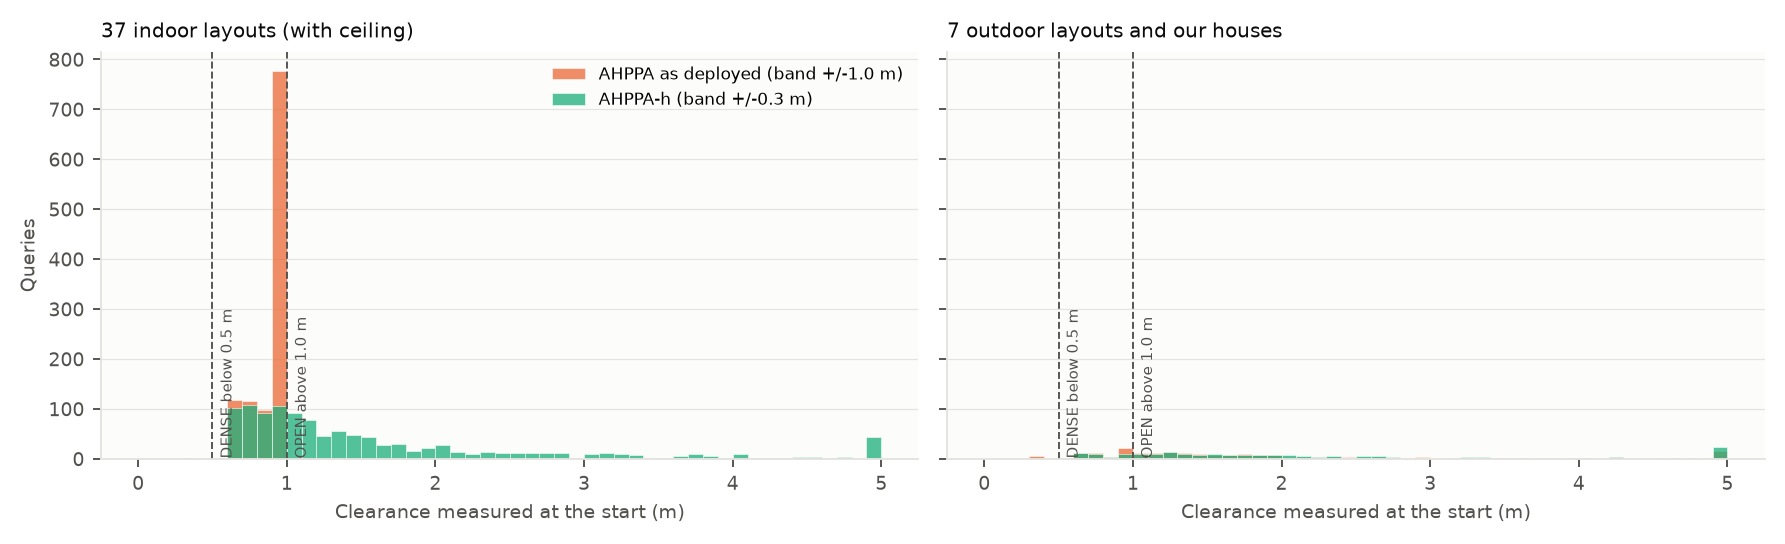 37 indoor layouts (with ceiling)
7 outdoor layouts and our houses
AHPPA as deployed (band +/-1.0 m)
AHPPA-h (band +/-0.3 m)
Queries
800
700
600
500
400
300
200
100
0
DENSE below 0.5 m
OPEN above 1.0 m
DENSE below 0.5 m
OPEN above 1.0 m
0 1 2 3 4 5
0 1 2 3 4 5
Clearance measured at the start (m)
Clearance measured at the start (m)